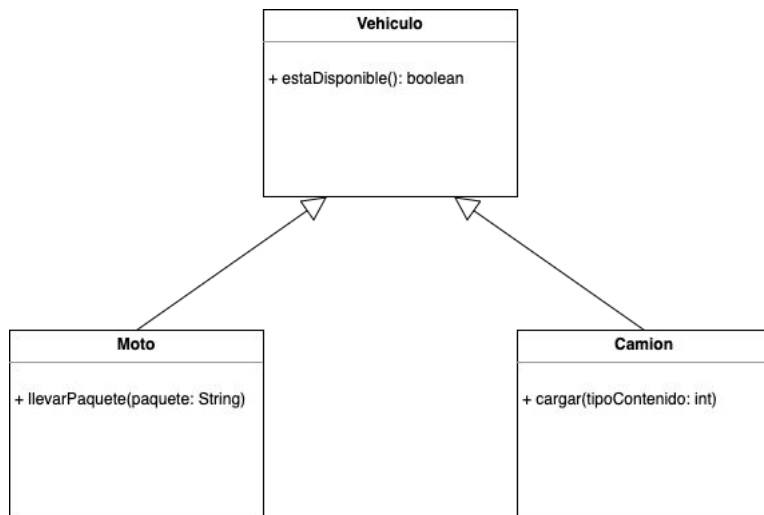 Vehiculo
+ estaDisponible(): boolean
Moto
+ llevarPaquete(paquete: String)
Camion
+ cargar(tipoContenido: int)